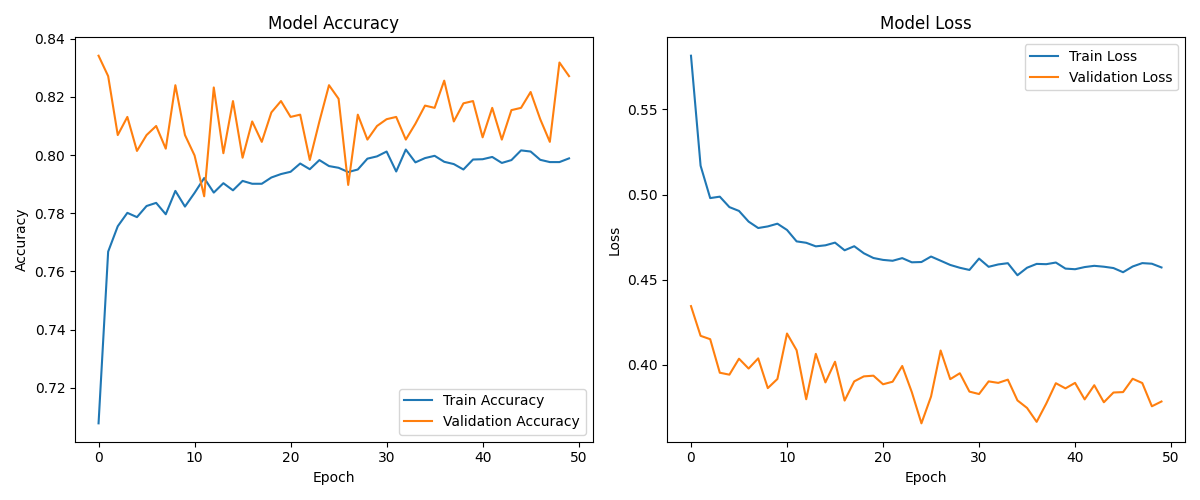 Model Accuracy
Accuracy
0.84
0.82
0.80
0.78
0.76
0.74
0.72
0
10
20
30
40
50
Epoch
Train Accuracy
Validation Accuracy
Model Loss
Loss
0.55
0.50
0.45
0.40
0
10
20
30
40
50
Epoch
Train Loss
Validation Loss